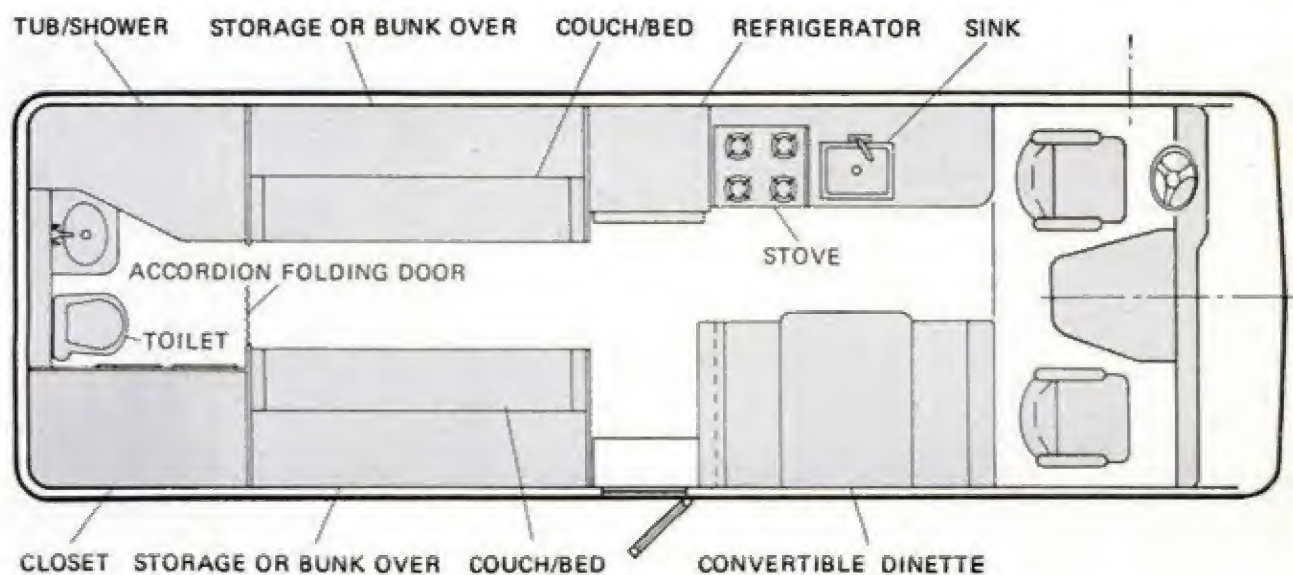 TUB/SHOWER STORAGE OR BUNK OVER COUCH/BED REFRIGERATOR SINK
STOVE
ACCORDION FOLDING DOOR
TOILET
CLOSET STORAGE OR BUNK OVER COUCH/BED CONVERTIBLE DINETTE